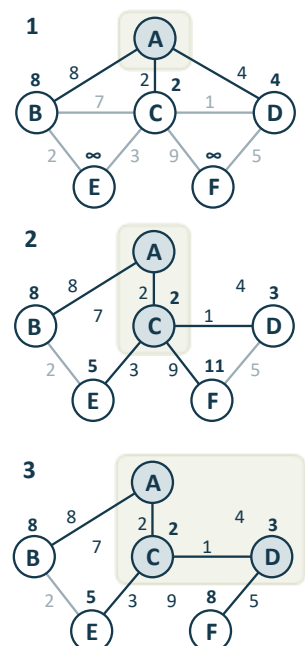 1
A
8 8 2 2 4 4
B 7 C 1 D
2 ∞ 3 9 ∞ 5
E F
2
A
8 8 2 2 4 3
B 7 C 1 D
2 5 3 9 11 5
E F
3
A
8 8 2 2 4 3
B 7 C 1 D
2 5 3 9 8 5
E F